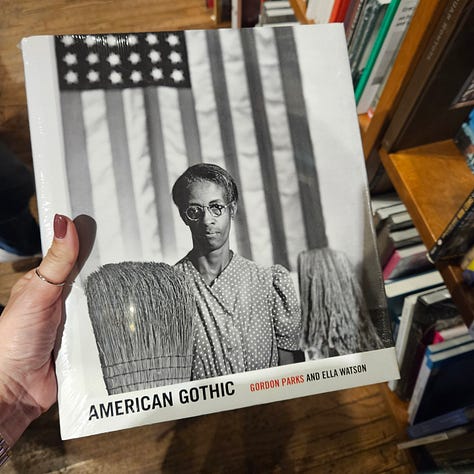 AMERICAN GOTHIC GORDON PARKS AND ELLA WATSON